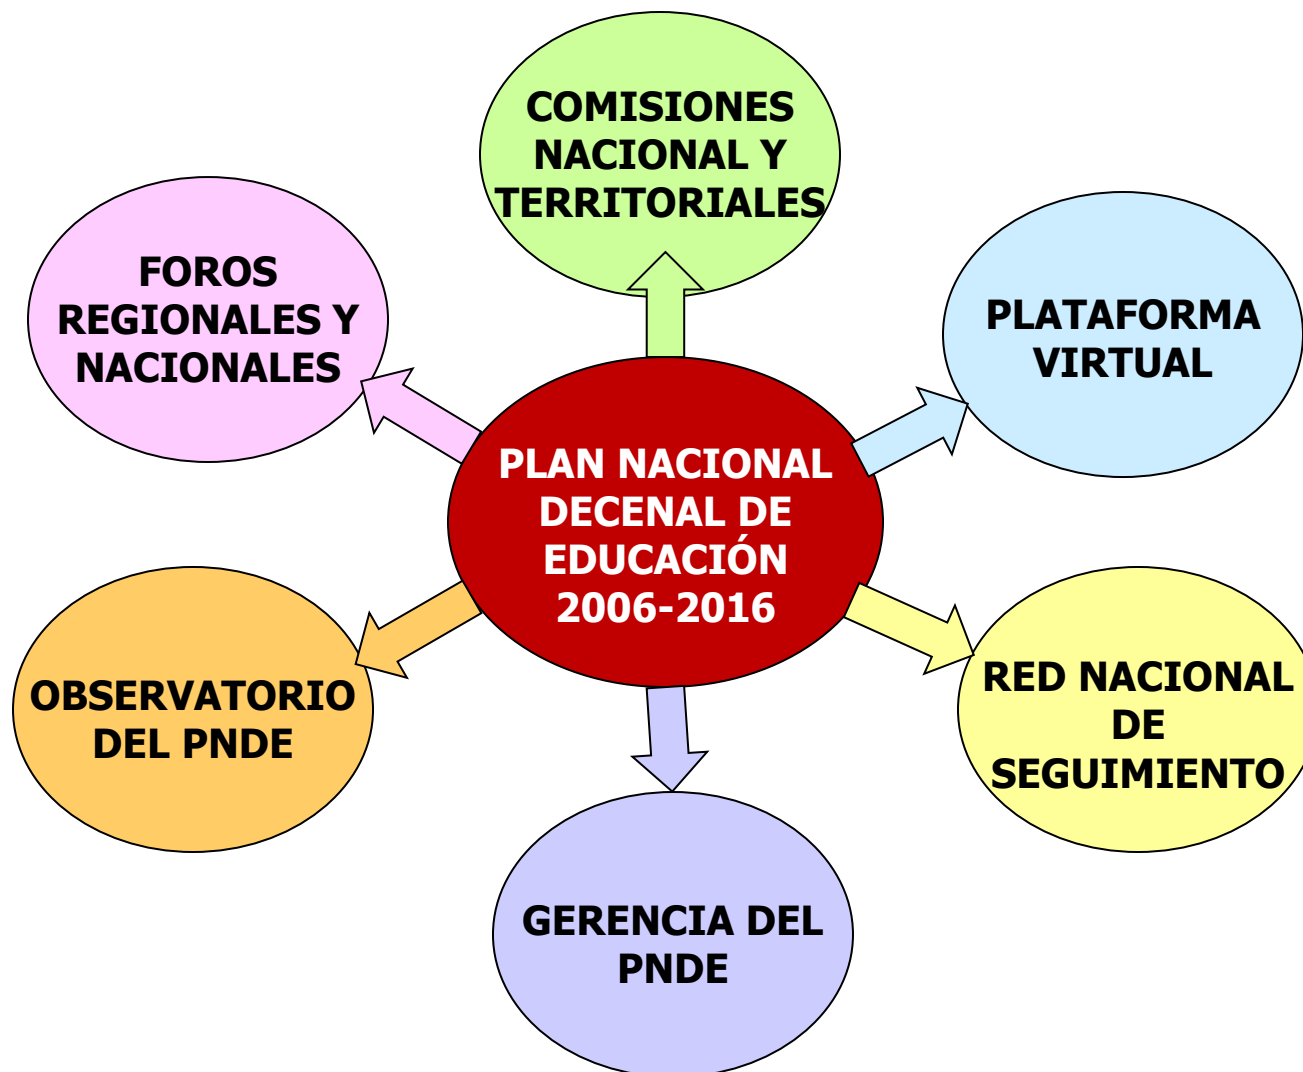 COMISIONES
NACIONAL Y
TERRITORIALES
FOROS
REGIONALES Y
NACIONALES
PLATAFORMA
VIRTUAL
PLAN NACIONAL
DECENAL DE
EDUCACIÓN
2006-2016
OBSERVATORIO
DEL PNDE
RED NACIONAL
DE
SEGUIMIENTO
GERENCIA DEL
PNDE